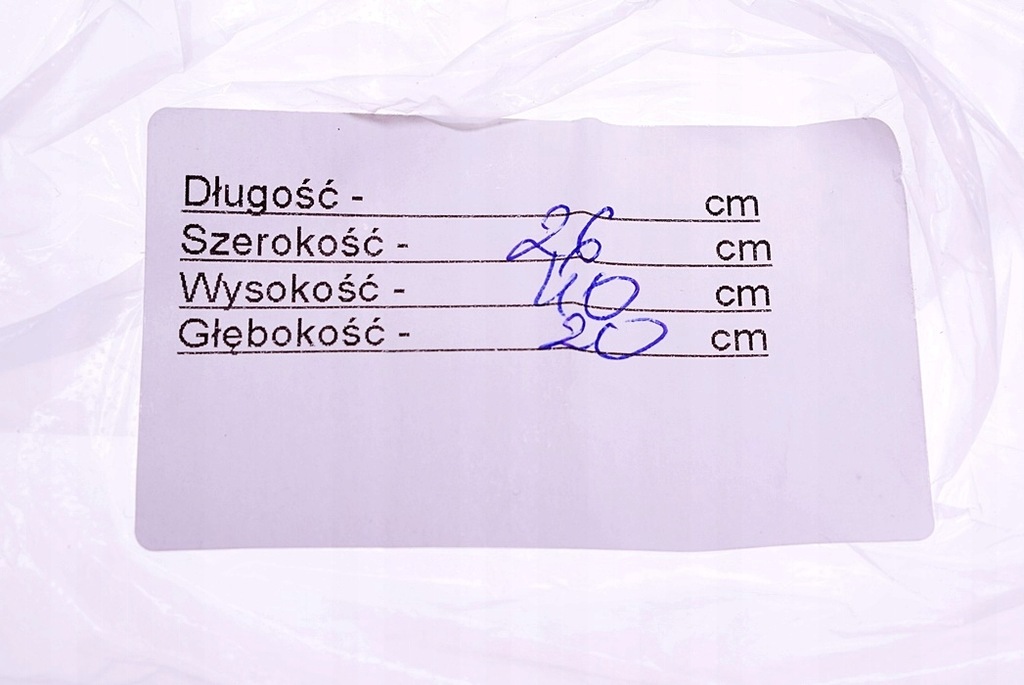 Długość - cm
Szerokość - 26 cm
Wysokość - 40 cm
Głębokość - 20 cm